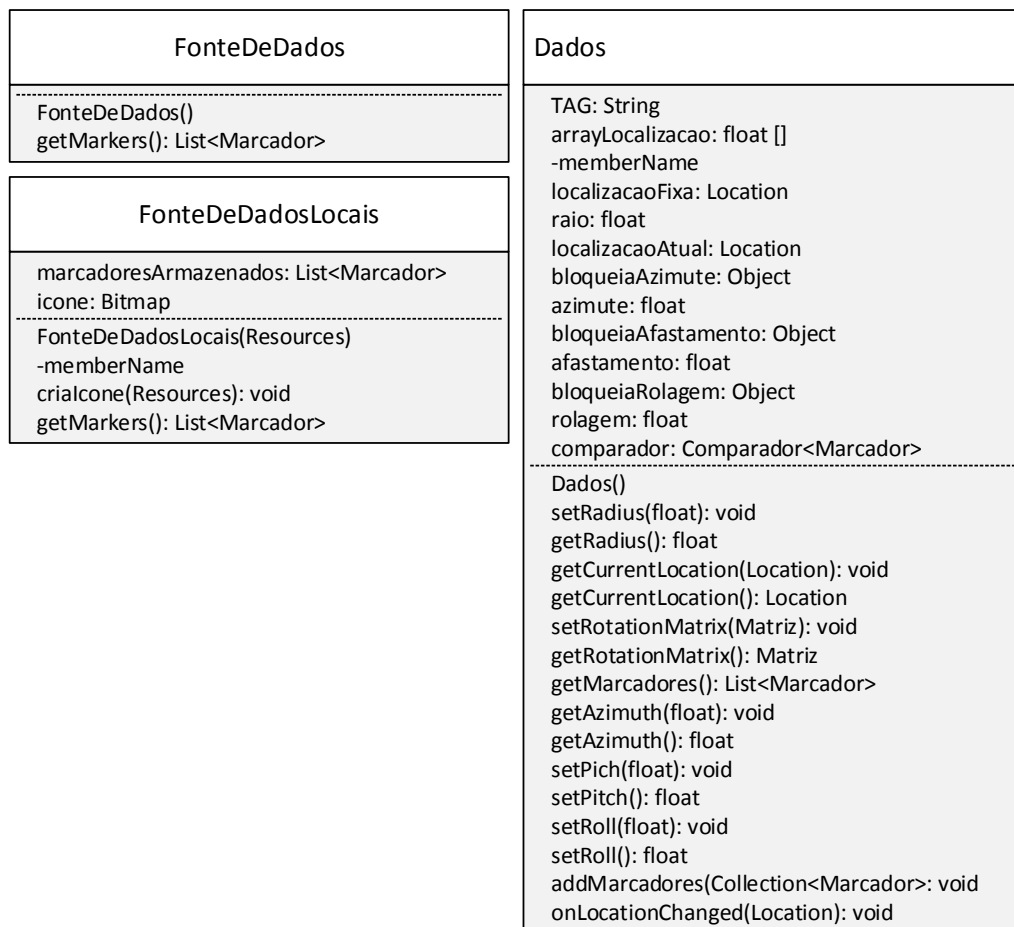 FonteDeDados
FonteDeDados()
getMarkers(): List<Marcador>
FonteDeDadosLocais
marcadoresArmazenados: List<Marcador>
icone: Bitmap
FonteDeDadosLocais(Resources)
-memberName
criaIcone(Resources): void
getMarkers(): List<Marcador>
Dados
TAG: String
arrayLocalizacao: float []
-memberName
localizacaoFixa: Location
raio: float
localizacaoAtual: Location
bloqueiaAzimute: Object
azimute: float
bloqueiaAfastamento: Object
afastamento: float
bloqueiaRolagem: Object
rolagem: float
comparador: Comparador<Marcador>
Dados()
setRadius(float): void
getRadius(): float
getCurrentLocation(Location): void
getCurrentLocation(): Location
setRotationMatrix(Matriz): void
getRotationMatrix(): Matriz
getMarcadores(): List<Marcador>
getAzimuth(float): void
getAzimuth(): float
setPich(float): void
setPitch(): float
setRoll(float): void
setRoll(): float
addMarcadores(Collection<Marcador>: void
onLocationChanged(Location): void